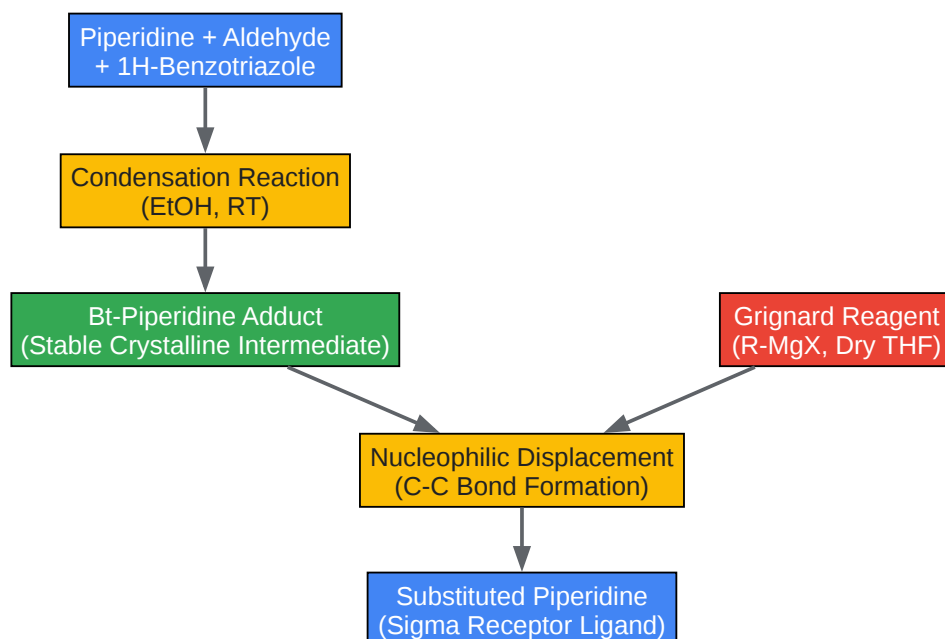 Piperidine + Aldehyde
+ 1H-Benzotriazole
Condensation Reaction
(EtOH, RT)
Bt-Piperidine Adduct
(Stable Crystalline Intermediate)
Grignard Reagent
(R-MgX, Dry THF)
Nucleophilic Displacement
(C-C Bond Formation)
Substituted Piperidine
(Sigma Receptor Ligand)